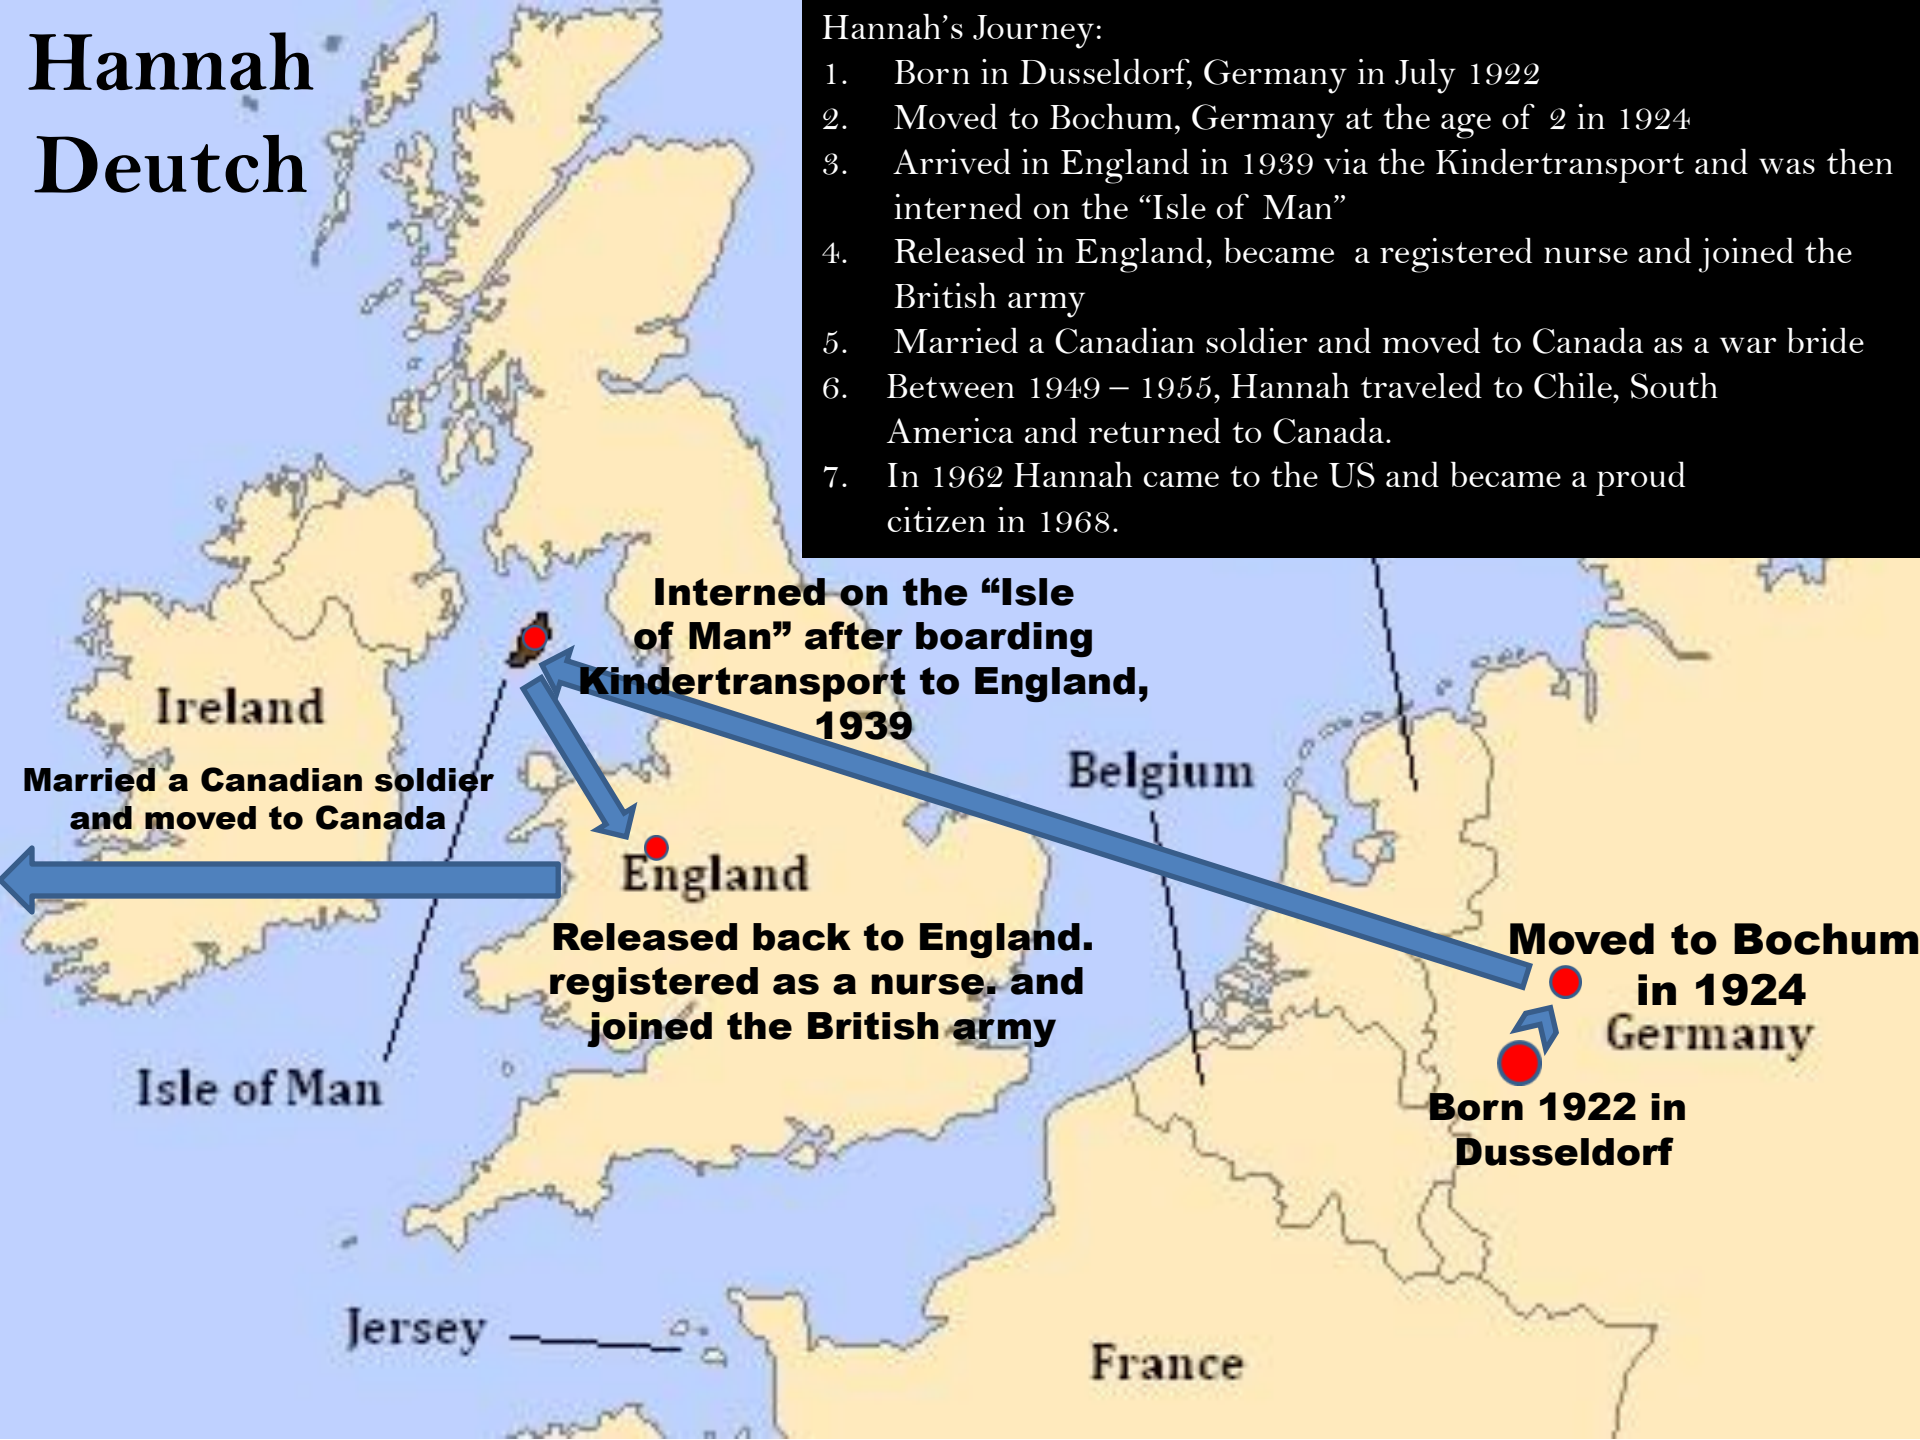 Hannah
Deutch
Hannah's Journey:
1. Born in Dusseldorf, Germany in July 1922
2. Moved to Bochum, Germany at the age of 2 in 1924
3. Arrived in England in 1939 via the Kindertransport and was then
interned on the “Isle of Man”
4. Released in England, became a registered nurse and joined the
British army
5. Married a Canadian soldier and moved to Canada as a war bride
6. Between 1949 – 1955, Hannah traveled to Chile, South
America and returned to Canada.
7. In 1962 Hannah came to the US and became a proud
citizen in 1968.
Interned on the “Isle
of Man” after boarding
Kindertransport to England,
1939
Ireland
Belgium
Married a Canadian soldier
and moved to Canada
England
Released back to England.
registered as a nurse. and
joined the British army
Moved to Bochum
in 1924
Germany
Isle of Man
Born 1922 in
Dusseldorf
Jersey
France